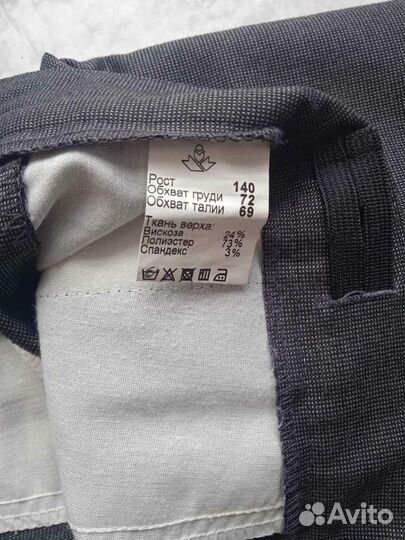 Рост 140
Обхват груди 72
Обхват талии 69
Ткань верха:
Вискоза 24%
Полиэстер 73%
Спандекс 3%
Avito